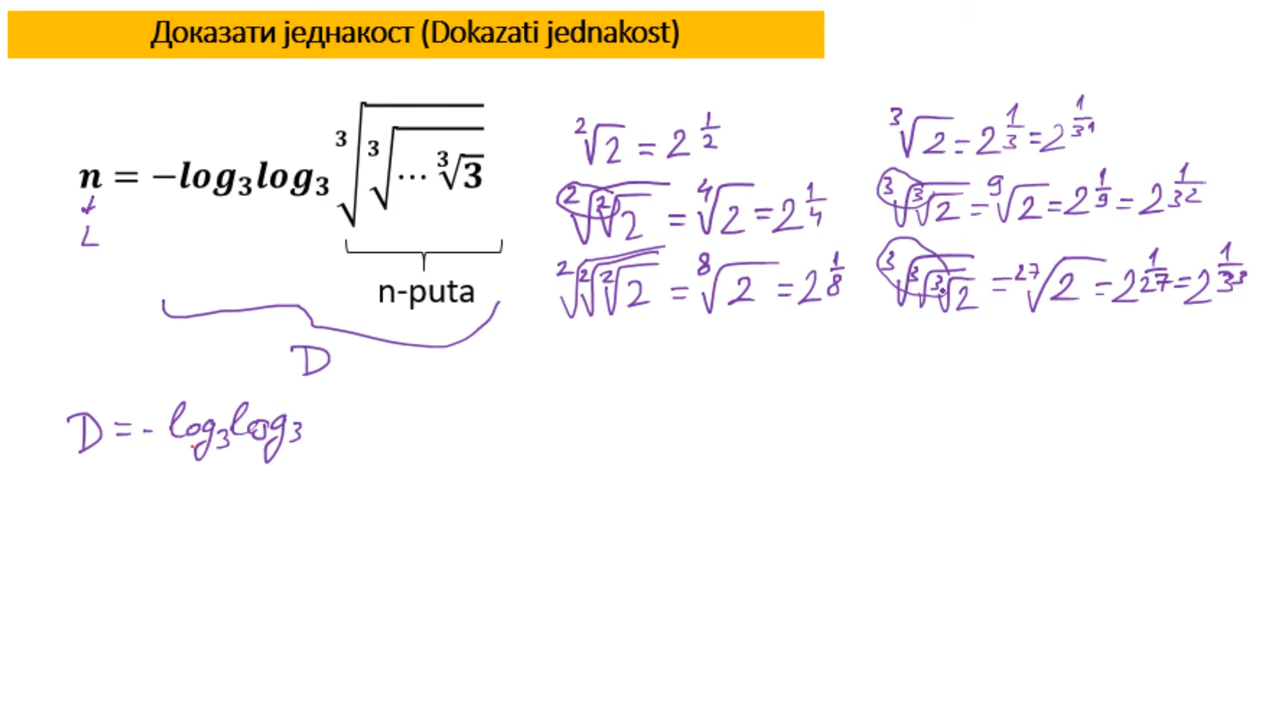 Доказати једнакост (Dokazati jednakost)
n = −log₃log₃ ∛(∛(⋯ ∛3))
↓
L
n-puta
D
D = - log₃log₃
²√2 = 2^(1/2)
²√(²√2) = ⁴√2 = 2^(1/4)
²√(²√(²√2)) = ⁸√2 = 2^(1/8)
³√2 = 2^(1/3) = 2^(1/3¹)
³√(³√2) = ⁹√2 = 2^(1/9) = 2^(1/3²)
³√(³√(³√2)) = ²⁷√2 = 2^(1/27) = 2^(1/3³)